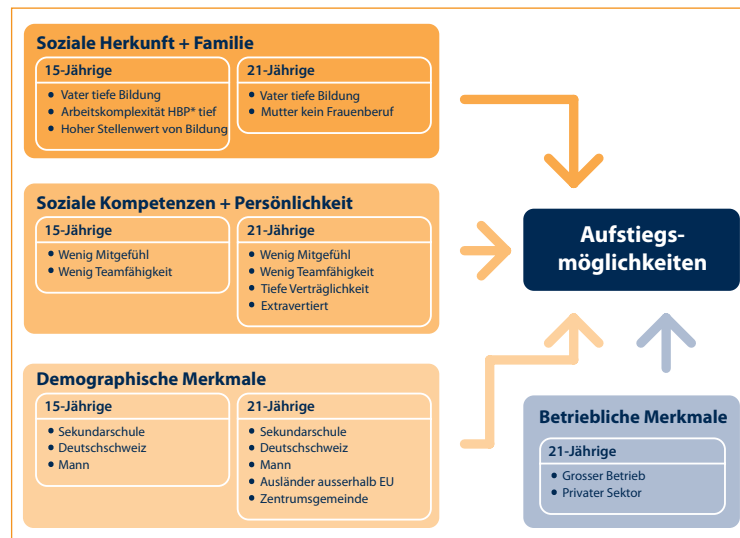 Soziale Herkunft + Familie
15-Jährige
• Vater tiefe Bildung
• Arbeitskomplexität HBP* tief
• Hoher Stellenwert von Bildung
21-Jährige
• Vater tiefe Bildung
• Mutter kein Frauenberuf
Soziale Kompetenzen + Persönlichkeit
15-Jährige
• Wenig Mitgefühl
• Wenig Teamfähigkeit
21-Jährige
• Wenig Mitgefühl
• Wenig Teamfähigkeit
• Tiefe Verträglichkeit
• Extravertiert
Aufstiegs-
möglichkeiten
Demographische Merkmale
15-Jährige
• Sekundarschule
• Deutschschweiz
• Mann
21-Jährige
• Sekundarschule
• Deutschschweiz
• Mann
• Ausländer ausserhalb EU
• Zentrumsgemeinde
Betriebliche Merkmale
21-Jährige
• Grosser Betrieb
• Privater Sektor